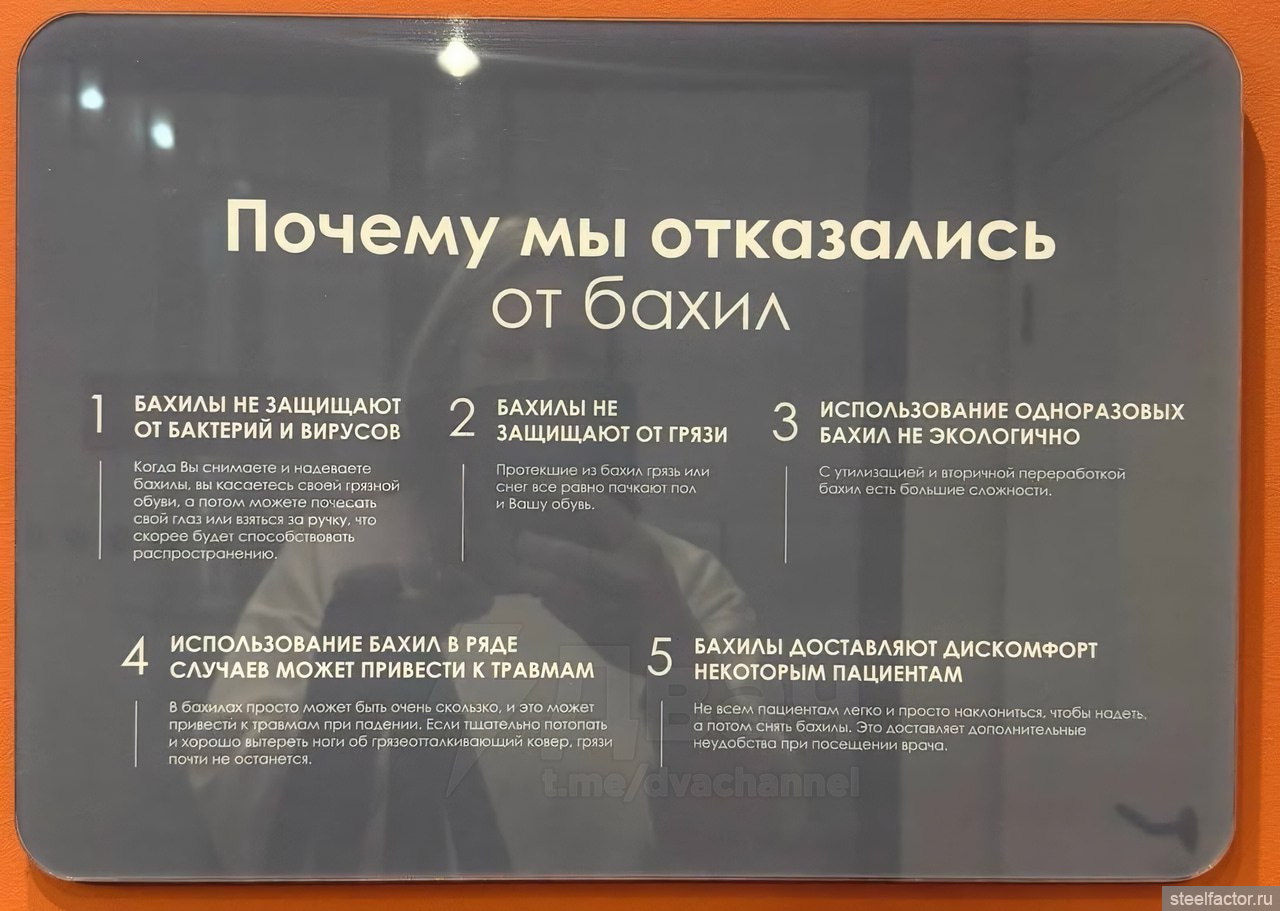 Почему мы отказались
от бахил
1
БАХИЛЫ НЕ ЗАЩИЩАЮТ
ОТ БАКТЕРИЙ И ВИРУСОВ
Когда Вы снимаете и надеваете
бахилы, вы касаетесь своей грязной
обуви, а потом можете почесать
свой глаз или взяться за ручку, что
скорее будет способствовать
распространению.
2
БАХИЛЫ НЕ
ЗАЩИЩАЮТ ОТ ГРЯЗИ
Протекшие из бахил грязь или
снег все равно пачкают пол
и Вашу обувь.
3
ИСПОЛЬЗОВАНИЕ ОДНОРАЗОВЫХ
БАХИЛ НЕ ЭКОЛОГИЧНО
С утилизацией и вторичной переработкой
бахил есть большие сложности.
4
ИСПОЛЬЗОВАНИЕ БАХИЛ В РЯДЕ
СЛУЧАЕВ МОЖЕТ ПРИВЕСТИ К ТРАВМАМ
В бахилах просто может быть очень скользко, и это может
привести к травмам при падении. Если тщательно потопать
и хорошо вытереть ноги об грязеотталкивающий ковер, грязи
почти не останется.
5
БАХИЛЫ ДОСТАВЛЯЮТ ДИСКОМФОРТ
НЕКОТОРЫМ ПАЦИЕНТАМ
Не всем пациентам легко и просто наклониться, чтобы надеть,
а потом снять бахилы. Это доставляет дополнительные
неудобства при посещении врача.
Двач
t.me/dvachannel
steelfactor.ru